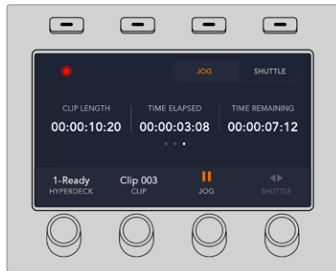 JOG SHUTTLE
CLIP LENGTH TIME ELAPSED TIME REMAINING
00:00:10:20 00:00:03:08 00:00:07:12
1-Ready Clip 003
HYPERDECK CLIP JOG SHUTTLE